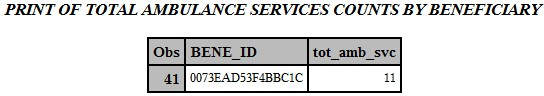 PRINT OF TOTAL AMBULANCE SERVICES COUNTS BY BENEFICIARY
Obs BENE_ID tot_amb_svc
41 0073EAD53F4BBC1C 11